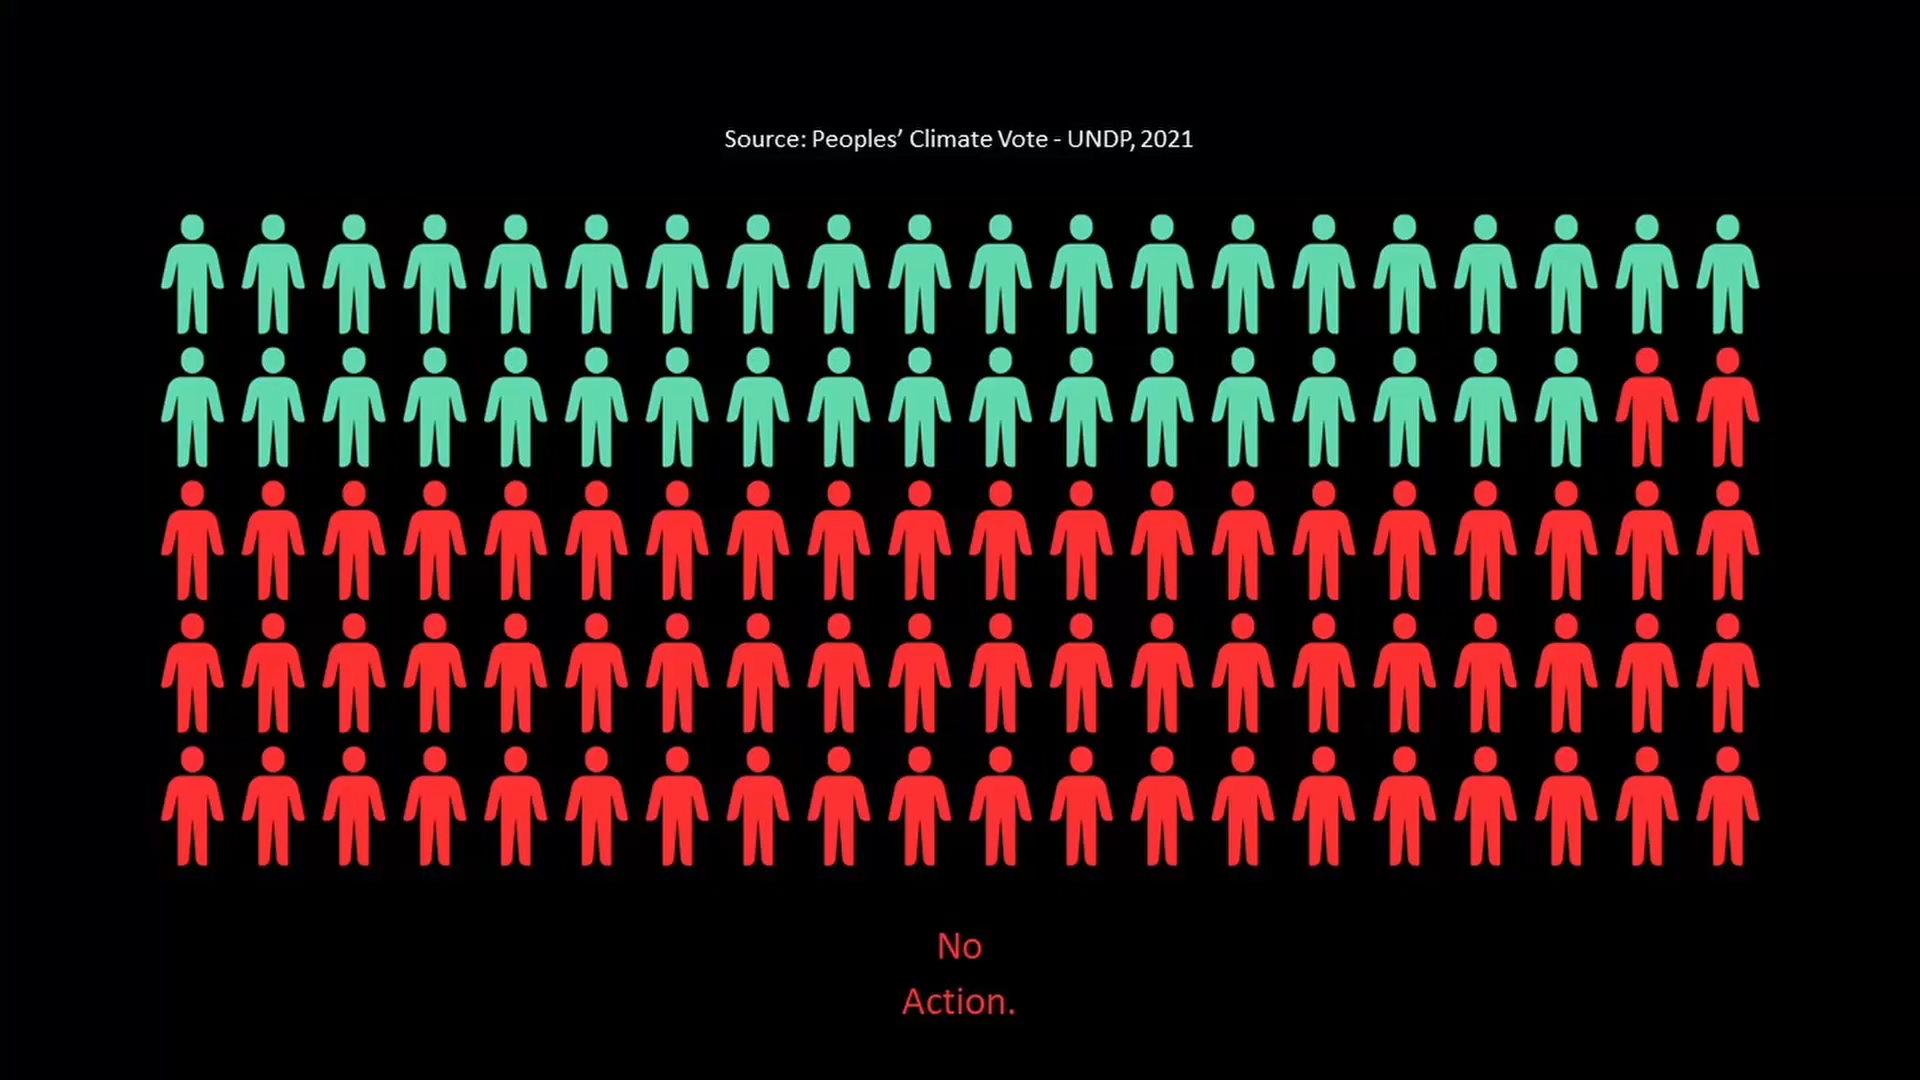 Source: Peoples’ Climate Vote - UNDP, 2021
No
Action.